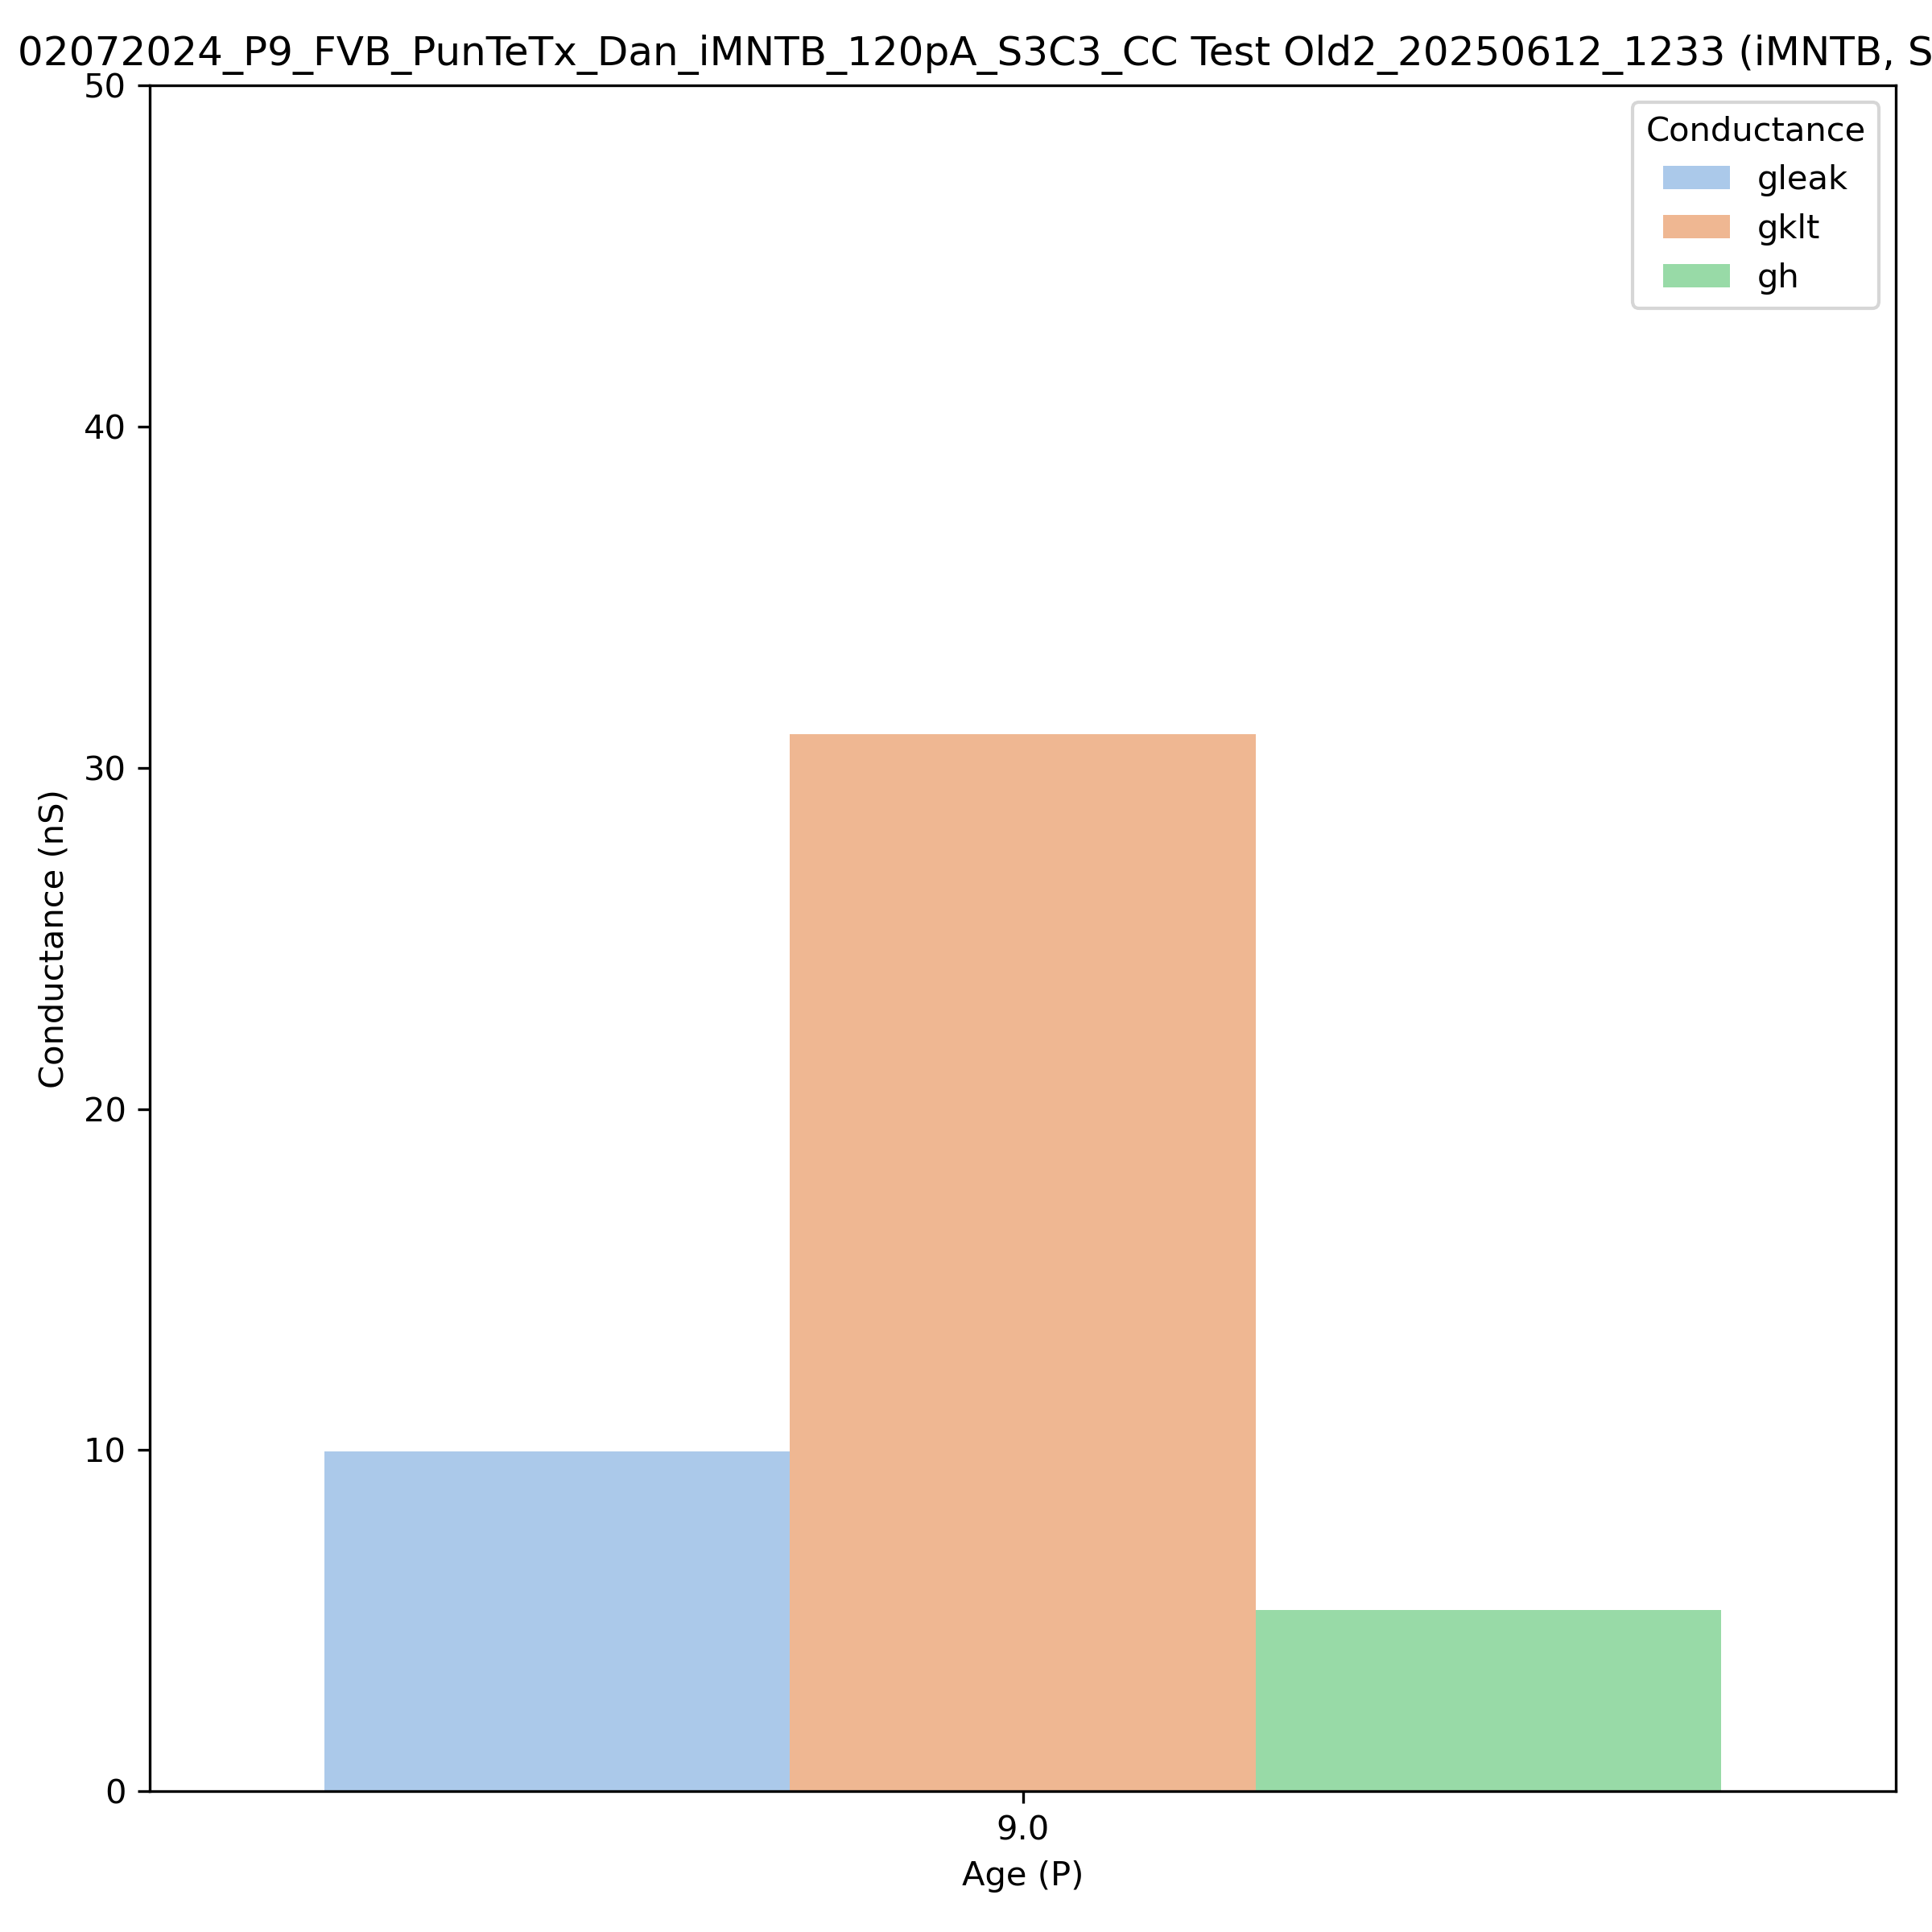 02072024_P9_FVB_PunTeTx_Dan_iMNTB_120pA_S3C3_CC Test Old2_20250612_1233 (iMNTB, S
50
40
30
20
10
0
Conductance (nS)
Conductance
gleak
gklt
gh
9.0
Age (P)